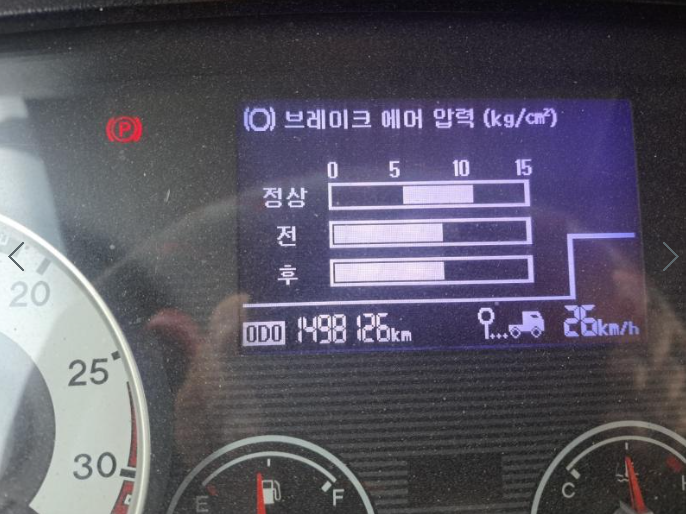 (P)
브레이크 에어 압력 (kg/cm²)
0 5 10 15
정상
전
후
20
ODO 1498126km 26km/h
25
30
E F
C H